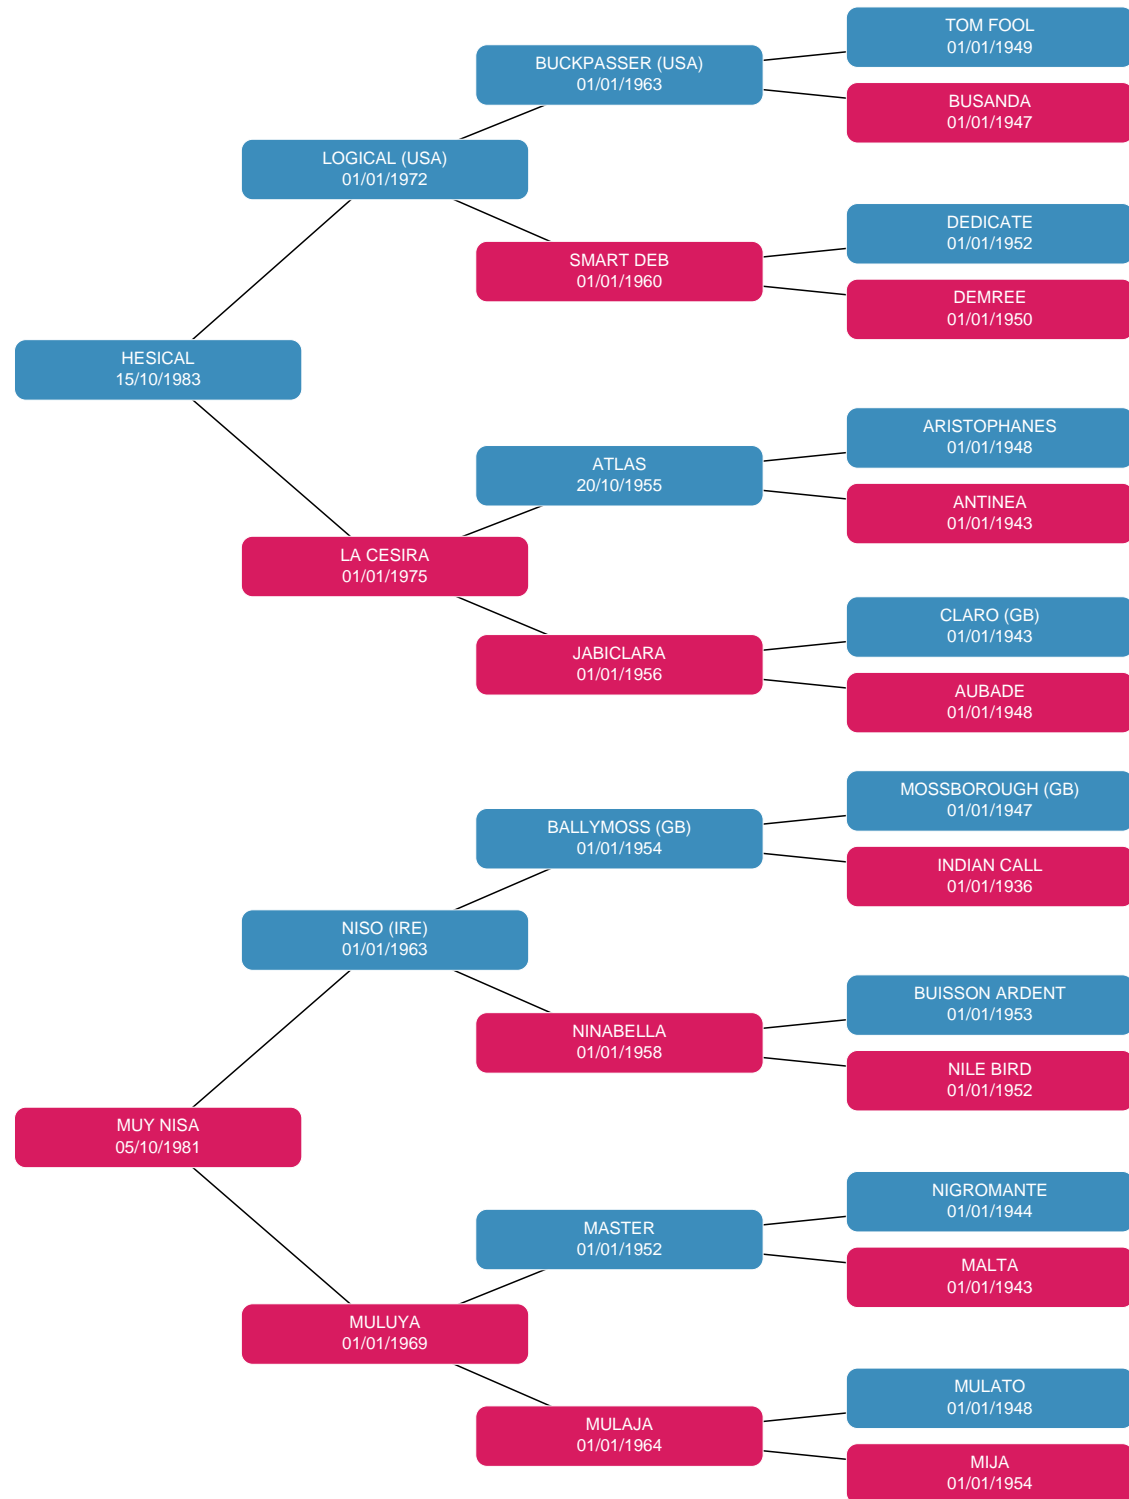 TOM FOOL
01/01/1949
BUCKPASSER (USA)
01/01/1963
BUSANDA
01/01/1947
LOGICAL (USA)
01/01/1972
DEDICATE
01/01/1952
SMART DEB
01/01/1960
DEMREE
01/01/1950
HESICAL
15/10/1983
ARISTOPHANES
01/01/1948
ATLAS
20/10/1955
ANTINEA
01/01/1943
LA CESIRA
01/01/1975
CLARO (GB)
01/01/1943
JABICLARA
01/01/1956
AUBADE
01/01/1948
MOSSBOROUGH (GB)
01/01/1947
BALLYMOSS (GB)
01/01/1954
INDIAN CALL
01/01/1936
NISO (IRE)
01/01/1963
BUISSON ARDENT
01/01/1953
NINABELLA
01/01/1958
NILE BIRD
01/01/1952
MUY NISA
05/10/1981
NIGROMANTE
01/01/1944
MASTER
01/01/1952
MALTA
01/01/1943
MULUYA
01/01/1969
MULATO
01/01/1948
MULAJA
01/01/1964
MIJA
01/01/1954